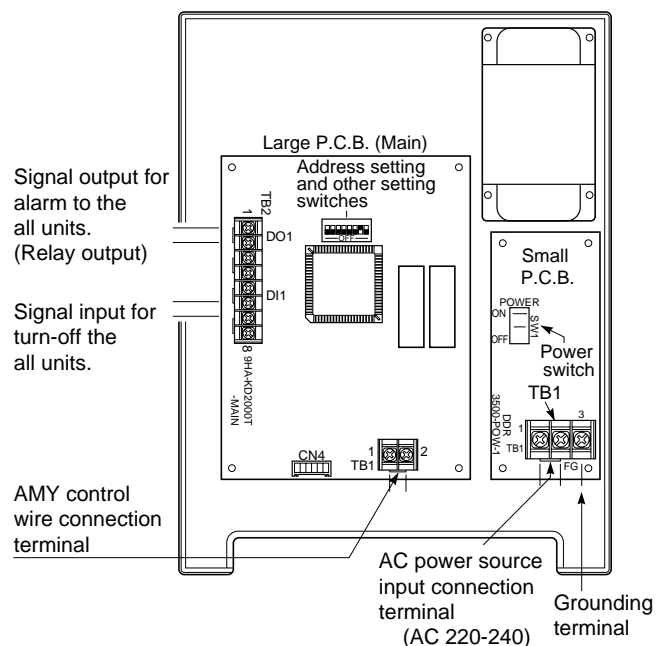 Large P.C.B. (Main)
Address setting
and other setting
switches
OFF
Signal output for
alarm to the
all units.
(Relay output)
Signal input for
turn-off the
all units.
1
TB2
DO1
DI1
8
9HA-KD2000T
-MAIN
CN4
1
TB1
2
Small
P.C.B.
POWER
ON
OFF
SW1
Power
switch
TB1
DDR
3500-POW-1
1
3
TB1
FG
AMY control
wire connection
terminal
AC power source
input connection
terminal
(AC 220-240)
Grounding
terminal